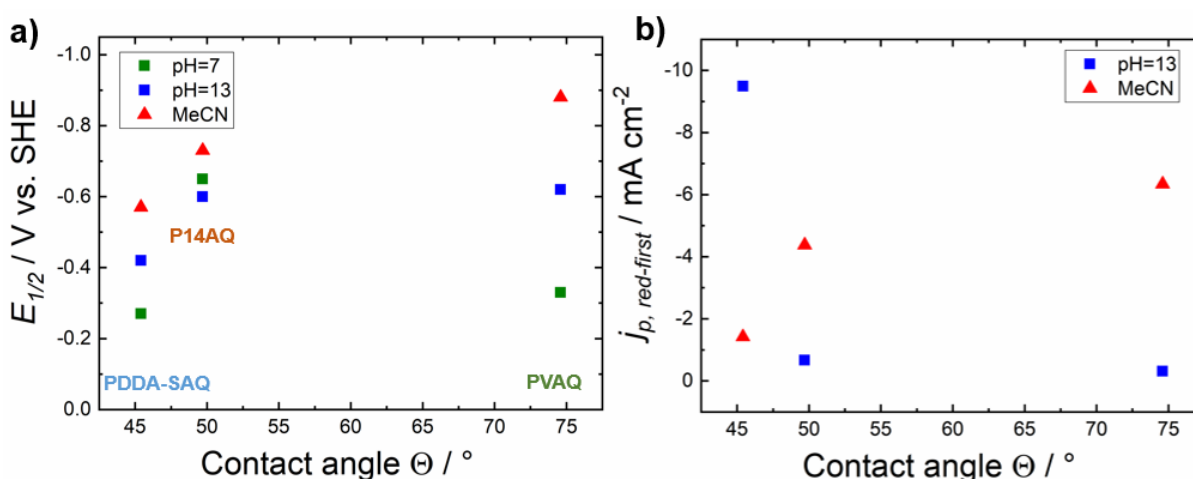 a)
pH=7
pH=13
MeCN
E1/2 / V vs. SHE
-1.0
-0.8
-0.6
-0.4
-0.2
0.0
P14AQ
PDDA-SAQ
PVAQ
45 50 55 60 65 70 75
Contact angle Θ / °
b)
pH=13
MeCN
jp, red-first / mA cm-2
-10
-8
-6
-4
-2
0
45 50 55 60 65 70 75
Contact angle Θ / °